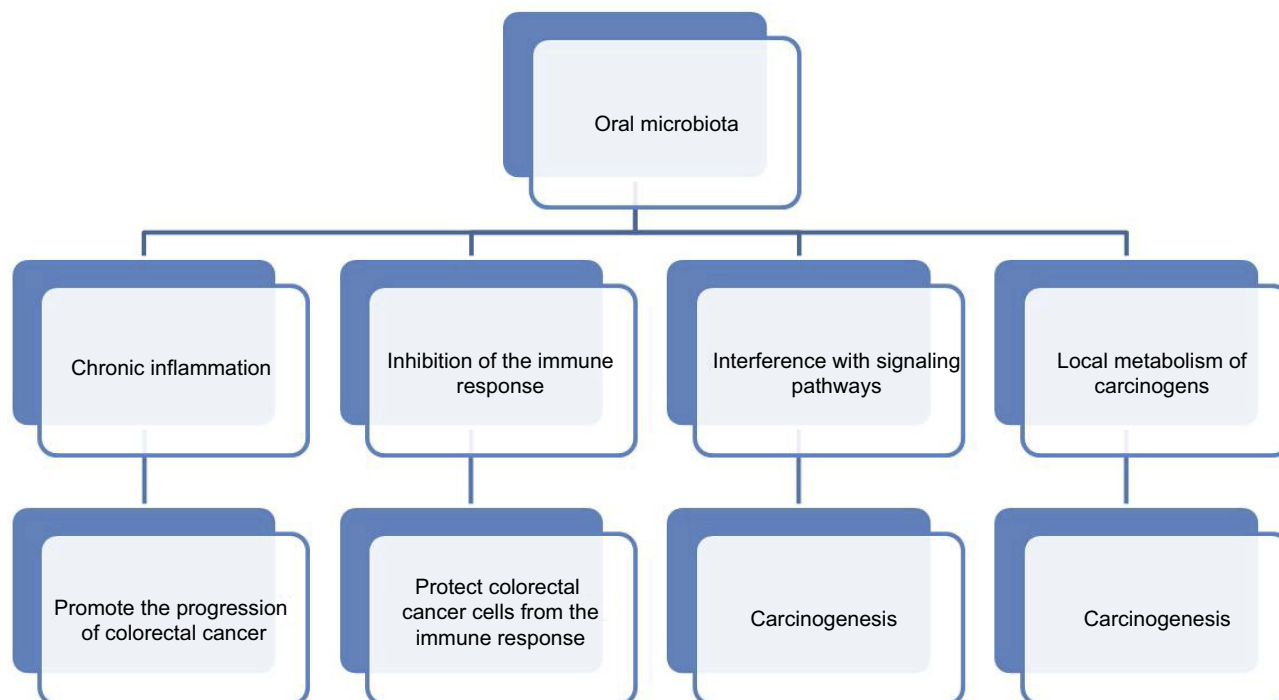 Oral microbiota
Chronic inflammation
Inhibition of the immune
response
Interference with signaling
pathways
Local metabolism of
carcinogens
Promote the progression
of colorectal cancer
Protect colorectal
cancer cells from the
immune response
Carcinogenesis
Carcinogenesis